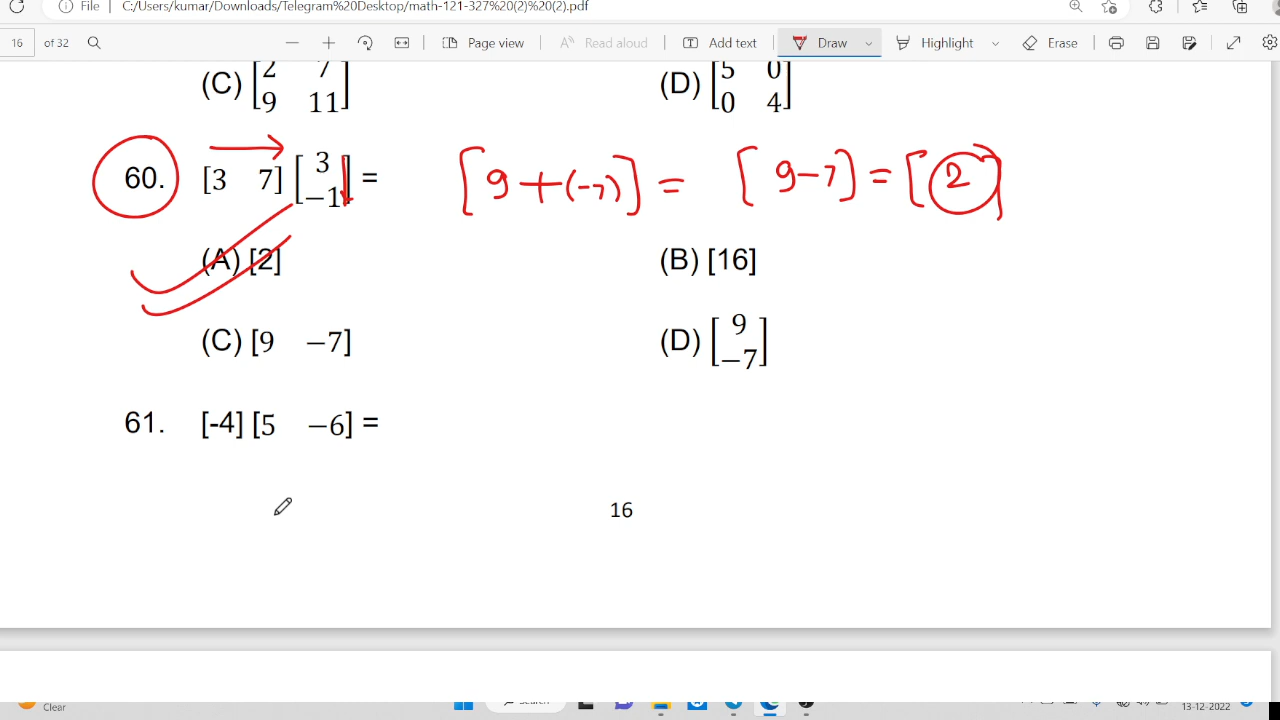 File C:/Users/kumar/Downloads/Telegram%20Desktop/math-121-327%20(2)%20(2).pdf
16 of 32 Page view Read aloud Add text Draw Highlight Erase
(C) [2 7
9 11] (D) [5 0
0 4]
60. [3 7] [3
−1] = [9+(-7)] = [9-7] = [2]
(A) [2] (B) [16]
(C) [9 −7] (D) [9
−7]
61. [-4] [5 −6] =
16
Clear 13-12-2022